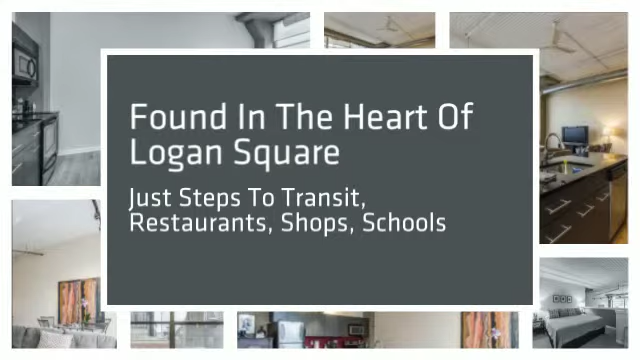 Found In The Heart Of
Logan Square
Just Steps To Transit,
Restaurants, Shops, Schools